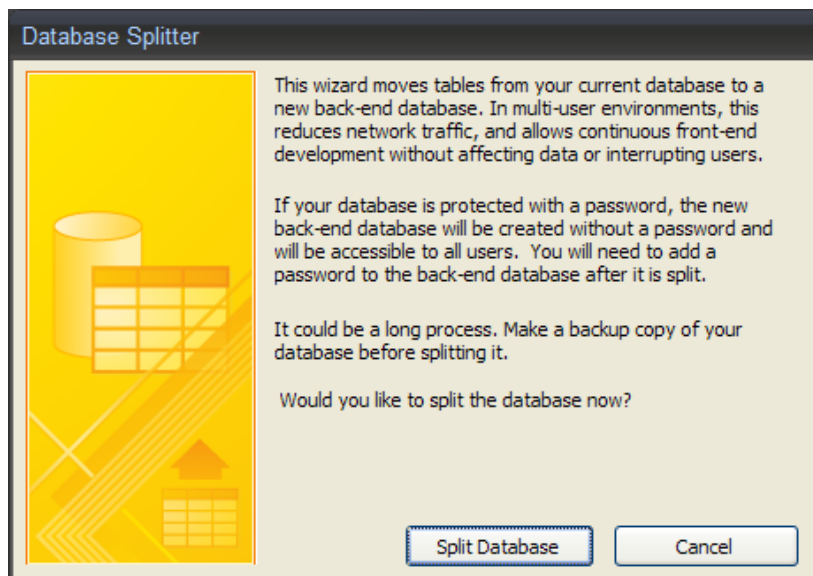 Database Splitter
This wizard moves tables from your current database to a
new back-end database. In multi-user environments, this
reduces network traffic, and allows continuous front-end
development without affecting data or interrupting users.
If your database is protected with a password, the new
back-end database will be created without a password and
will be accessible to all users.  You will need to add a
password to the back-end database after it is split.
It could be a long process. Make a backup copy of your
database before splitting it.
Would you like to split the database now?
Split Database Cancel